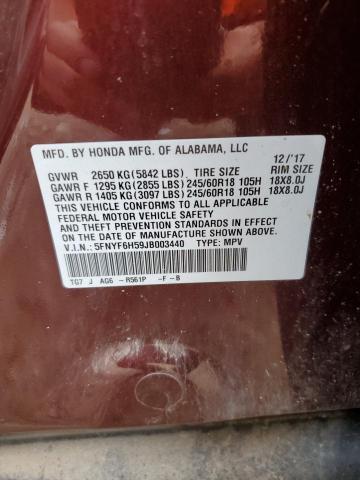 MFD. BY HONDA MFG. OF ALABAMA, LLC 12/'17
GVWR 2650 KG (5842 LBS) TIRE SIZE RIM SIZE
GAWR F 1295 KG (2855 LBS) 245/60R18 105H 18X8.0J
GAWR R 1405 KG (3097 LBS) 245/60R18 105H 18X8.0J
THIS VEHICLE CONFORMS TO ALL APPLICABLE
FEDERAL MOTOR VEHICLE SAFETY
STANDARDS IN EFFECT ON THE
DATE OF MANUFACTURE SHOWN ABOVE.
V.I.N.: 5FNYF6H59JB003440 TYPE: MPV
TG7 J AG6 -R561P -F-B